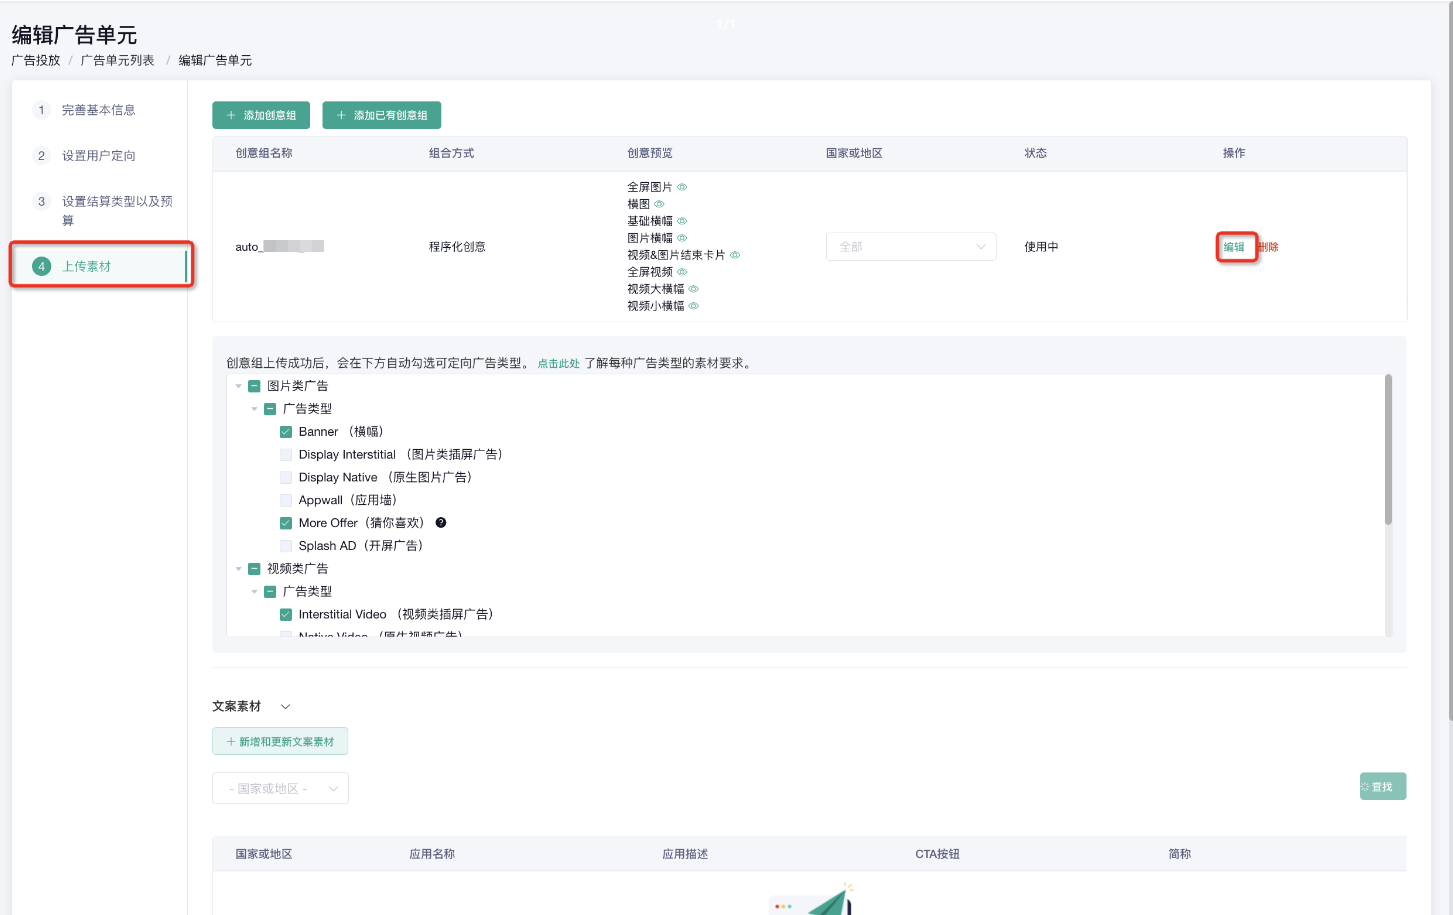 1/1
编辑广告单元
广告投放 / 广告单元列表 / 编辑广告单元
1 完善基本信息
2 设置用户定向
3 设置结算类型以及预
算
4 上传素材
+ 添加创意组 + 添加已有创意组
创意组名称 组合方式 创意预览 国家或地区 状态 操作
全屏图片
横图
基础横幅
图片横幅
视频&图片结束卡片
全屏视频
视频大横幅
视频小横幅
auto_ 程序化创意 全部 使用中 编辑 删除
创意组上传成功后，会在下方自动勾选可定向广告类型。 点击此处 了解每种广告类型的素材要求。
图片类广告
广告类型
Banner （横幅）
Display Interstitial （图片类插屏广告）
Display Native （原生图片广告）
Appwall（应用墙）
More Offer（猜你喜欢） ?
Splash AD（开屏广告）
视频类广告
广告类型
Interstitial Video （视频类插屏广告）
Native Video （原生视频广告）
文案素材
+ 新增和更新文案素材
- 国家或地区 - 查找
国家或地区 应用名称 应用描述 CTA按钮 简称